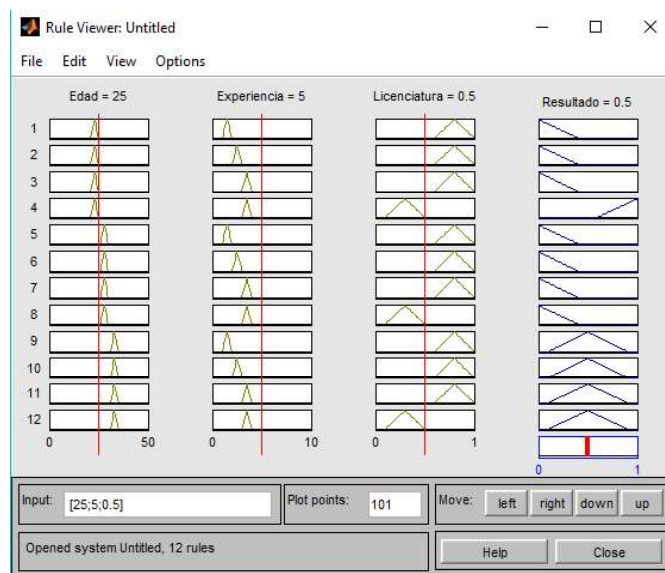 Rule Viewer: Untitled
File Edit View Options
Edad = 25 Experiencia = 5 Licenciatura = 0.5 Resultado = 0.5
1
2
3
4
5
6
7
8
9
10
11
12
0 50 0 10 0 1
0 1
Input: [25;5;0.5] Plot points: 101 Move: left right down up
Opened system Untitled, 12 rules Help Close